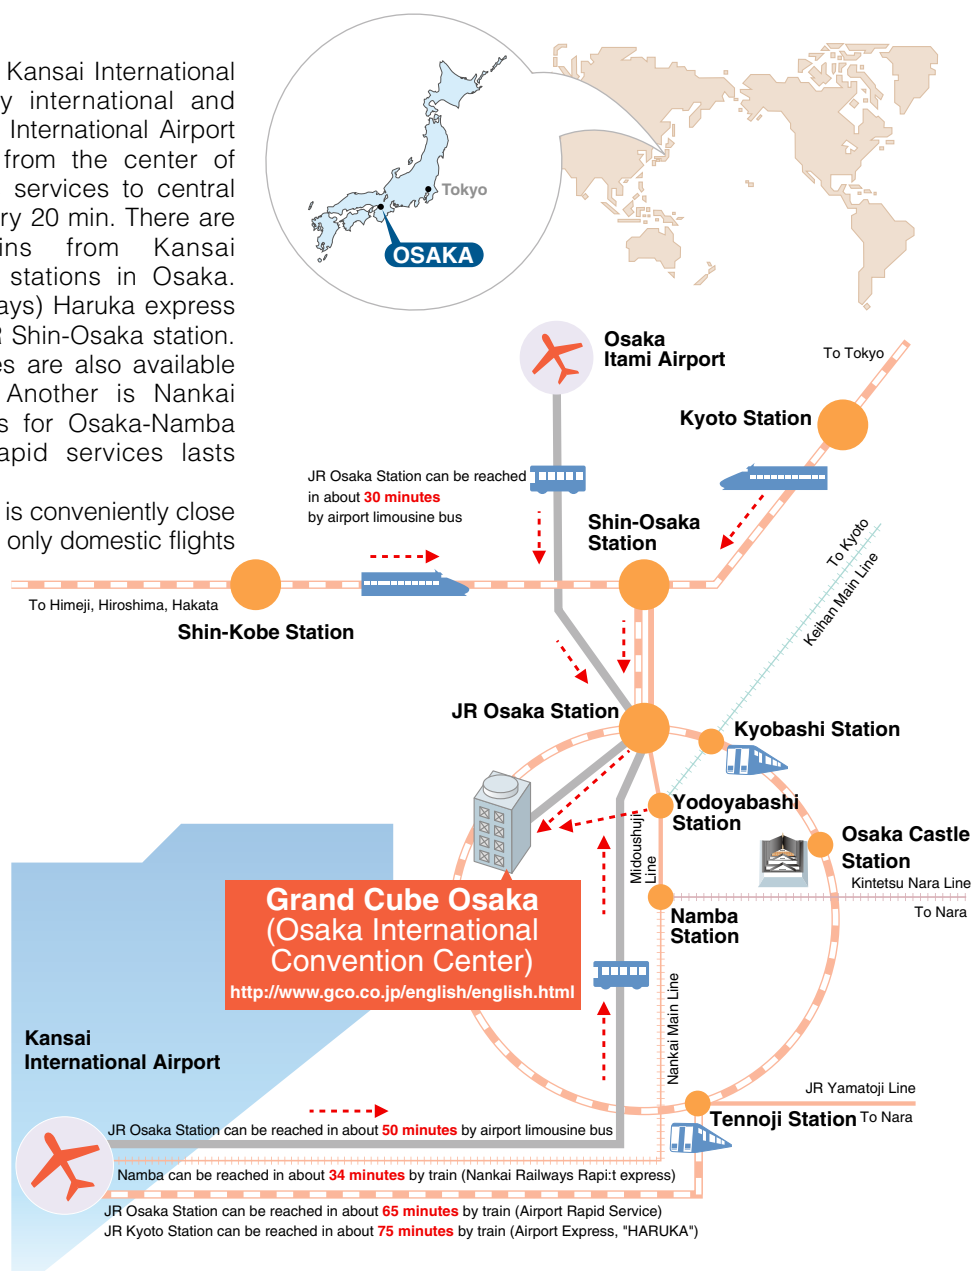 Kansai International
y international and
International Airport
from the center of
services to central
ry 20 min. There are
ins from Kansai
stations in Osaka.
ays) Haruka express
R Shin-Osaka station.
es are also available
Another is Nankai
s for Osaka-Namba
apid services lasts
is conveniently close
only domestic flights
Tokyo
OSAKA
Osaka
Itami Airport
To Tokyo
Kyoto Station
JR Osaka Station can be reached
in about 30 minutes
by airport limousine bus
Shin-Osaka
Station
To Kyoto
Keihan Main Line
To Himeji, Hiroshima, Hakata
Shin-Kobe Station
JR Osaka Station
Kyobashi Station
Yodoyabashi
Station
Midoushuji
Line
Osaka Castle
Station
Kintetsu Nara Line
To Nara
Namba
Station
Grand Cube Osaka
(Osaka International
Convention Center)
http://www.gco.co.jp/english/english.html
Nankai Main Line
Kansai
International Airport
JR Yamatoji Line
Tennoji Station
To Nara
JR Osaka Station can be reached in about 50 minutes by airport limousine bus
Namba can be reached in about 34 minutes by train (Nankai Railways Rapi:t express)
JR Osaka Station can be reached in about 65 minutes by train (Airport Rapid Service)
JR Kyoto Station can be reached in about 75 minutes by train (Airport Express, "HARUKA")